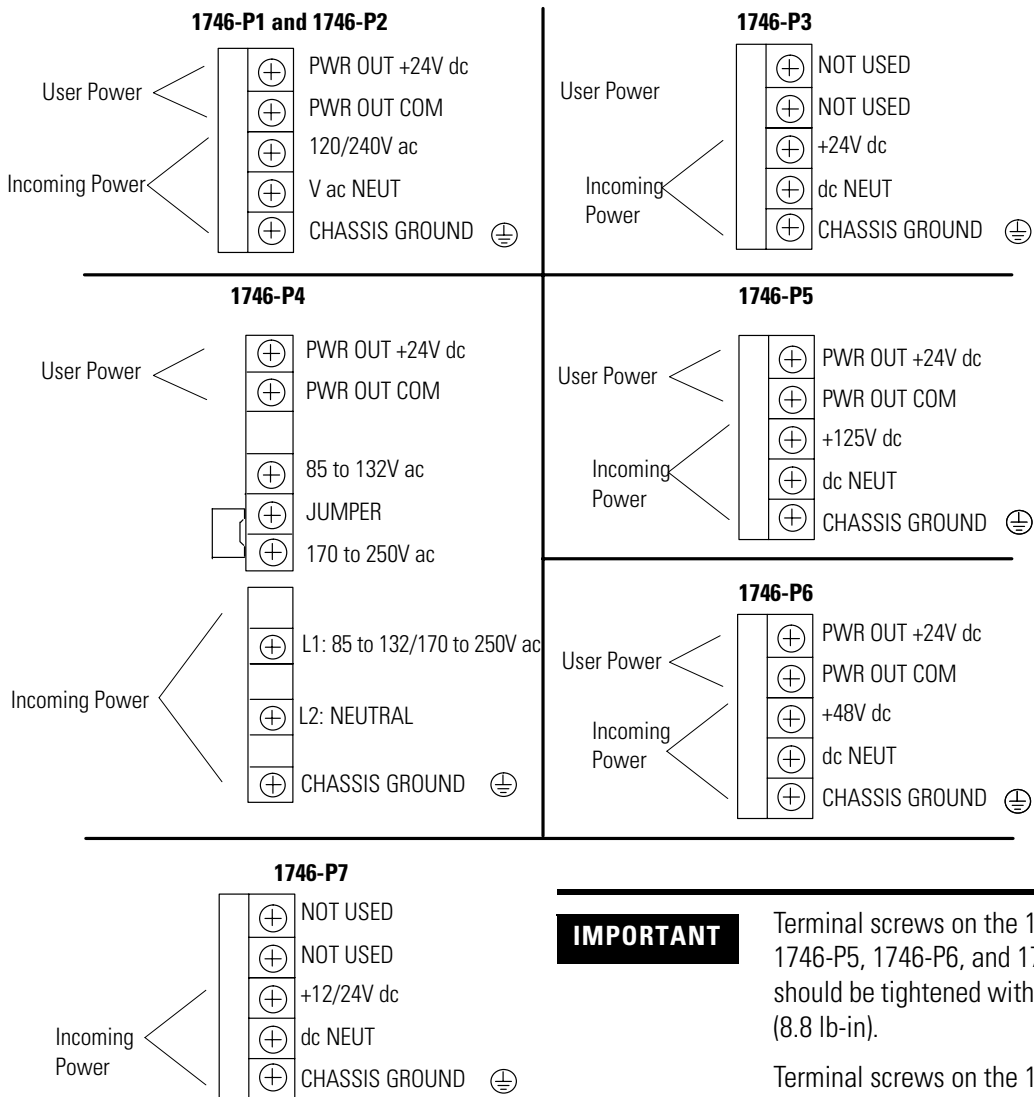 1746-P1 and 1746-P2
User Power
PWR OUT +24V dc
PWR OUT COM
Incoming Power
120/240V ac
V ac NEUT
CHASSIS GROUND
1746-P3
User Power
NOT USED
NOT USED
Incoming
Power
+24V dc
dc NEUT
CHASSIS GROUND
1746-P4
User Power
PWR OUT +24V dc
PWR OUT COM
85 to 132V ac
JUMPER
170 to 250V ac
Incoming Power
L1: 85 to 132/170 to 250V ac
L2: NEUTRAL
CHASSIS GROUND
1746-P5
User Power
PWR OUT +24V dc
PWR OUT COM
Incoming
Power
+125V dc
dc NEUT
CHASSIS GROUND
1746-P6
User Power
PWR OUT +24V dc
PWR OUT COM
Incoming
Power
+48V dc
dc NEUT
CHASSIS GROUND
1746-P7
NOT USED
NOT USED
Incoming
Power
+12/24V dc
dc NEUT
CHASSIS GROUND
IMPORTANT
Terminal screws on the 1
1746-P5, 1746-P6, and 17
should be tightened with
(8.8 lb-in).
Terminal screws on the 1